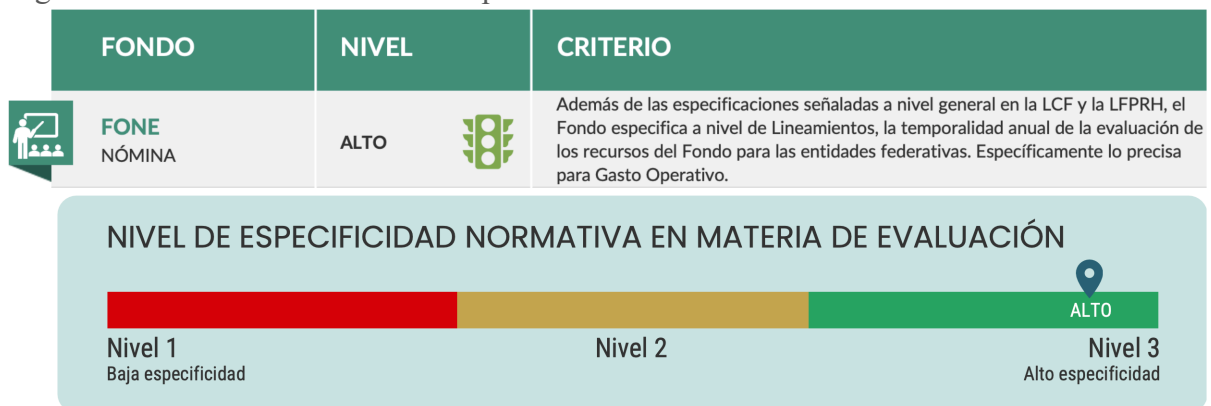 FONDO NIVEL CRITERIO
FONE
NÓMINA
ALTO
Además de las especificaciones señaladas a nivel general en la LCF y la LFPRH, el
Fondo especifica a nivel de Lineamientos, la temporalidad anual de la evaluación de
los recursos del Fondo para las entidades federativas. Específicamente lo precisa
para Gasto Operativo.
NIVEL DE ESPECIFICIDAD NORMATIVA EN MATERIA DE EVALUACIÓN
ALTO
Nivel 1 Nivel 2 Nivel 3
Baja especificidad Alto especificidad